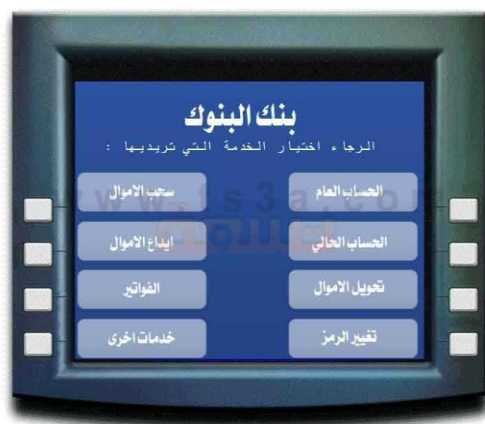 بنك البنوك
الرجاء اختيار الخدمة التي تريديها :
الحساب العام
سحب الاموال
الحساب الحالي
ايداع الاموال
تحويل الاموال
الفواتير
تغيير الرمز
خدمات اخرى